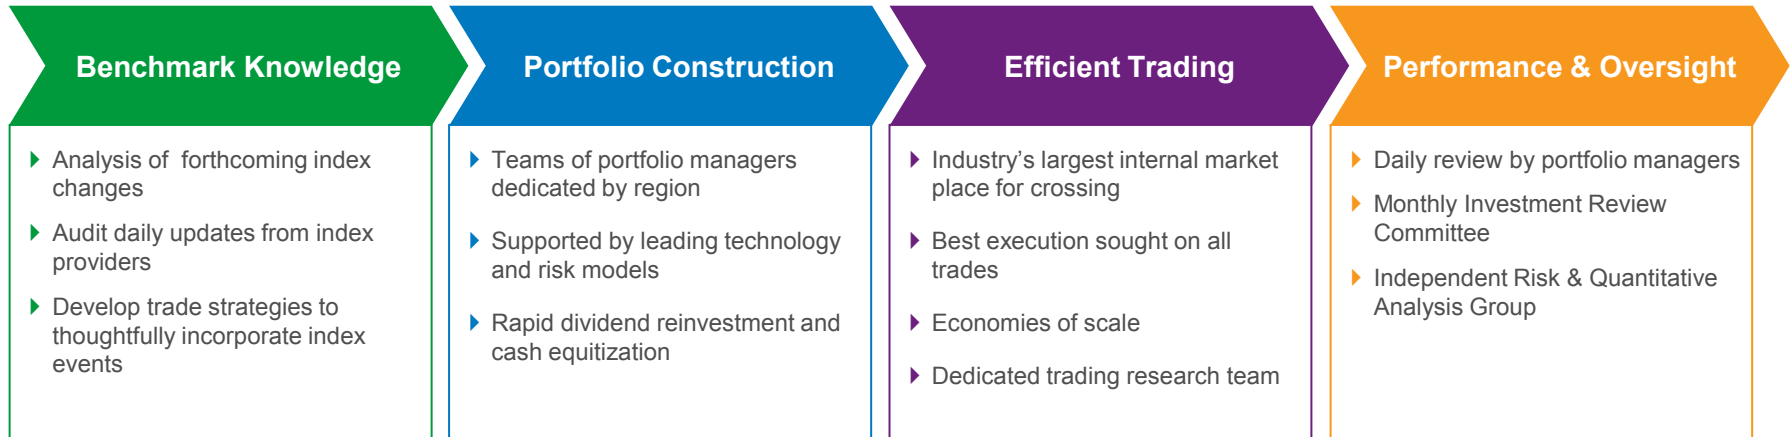 Benchmark Knowledge
Analysis of forthcoming index
changes
Audit daily updates from index
providers
Develop trade strategies to
thoughtfully incorporate index
events
Portfolio Construction
Teams of portfolio managers
dedicated by region
Supported by leading technology
and risk models
Rapid dividend reinvestment and
cash equitization
Efficient Trading
Industry’s largest internal market
place for crossing
Best execution sought on all
trades
Economies of scale
Dedicated trading research team
Performance & Oversight
Daily review by portfolio managers
Monthly Investment Review
Committee
Independent Risk & Quantitative
Analysis Group